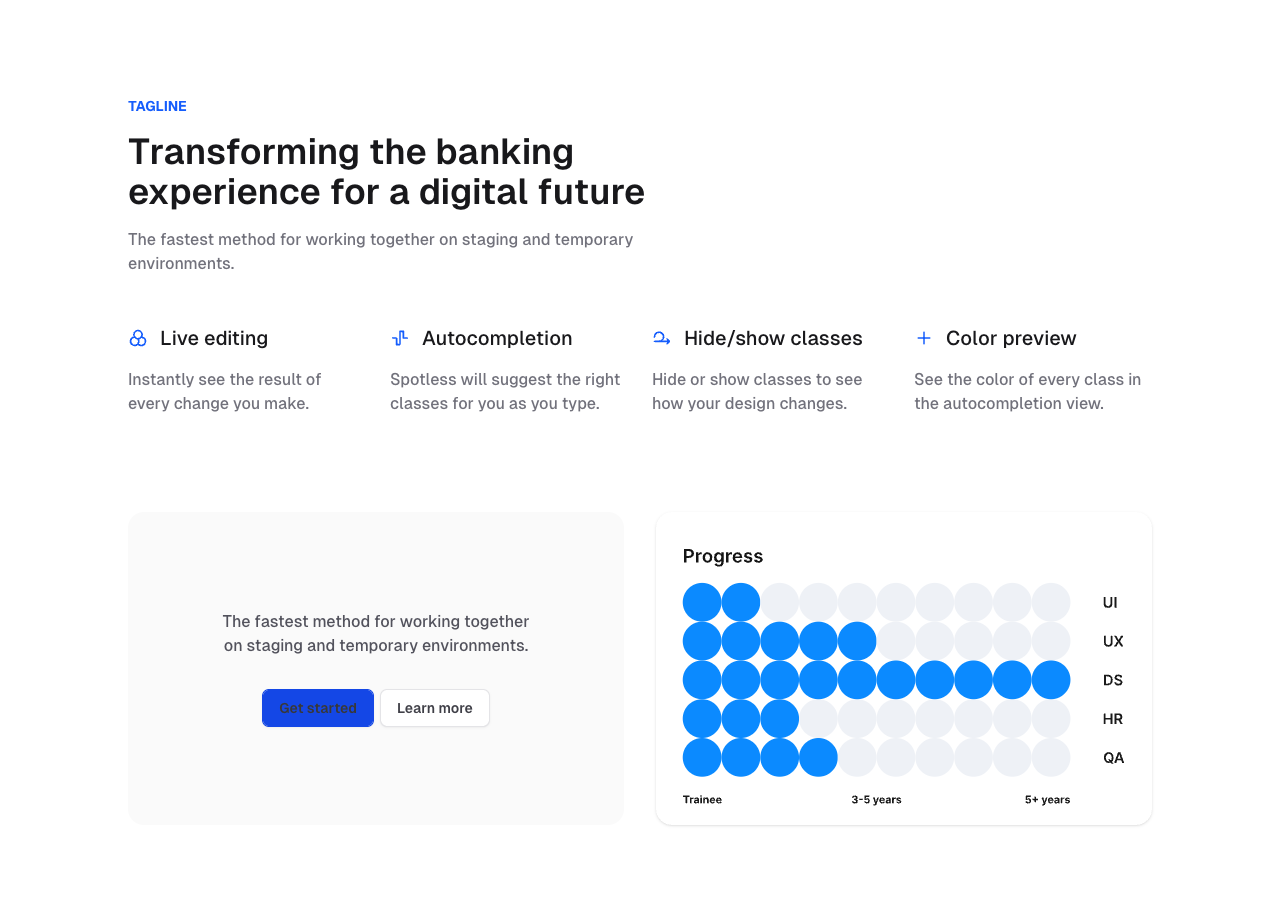 TAGLINE
Transforming the banking
experience for a digital future
The fastest method for working together on staging and temporary
environments.
Live editing
Instantly see the result of
every change you make.
Autocompletion
Spotless will suggest the right
classes for you as you type.
Hide/show classes
Hide or show classes to see
how your design changes.
Color preview
See the color of every class in
the autocompletion view.
The fastest method for working together
on staging and temporary environments.
Get started
Learn more
Progress
UI
UX
DS
HR
QA
Trainee
3-5 years
5+ years